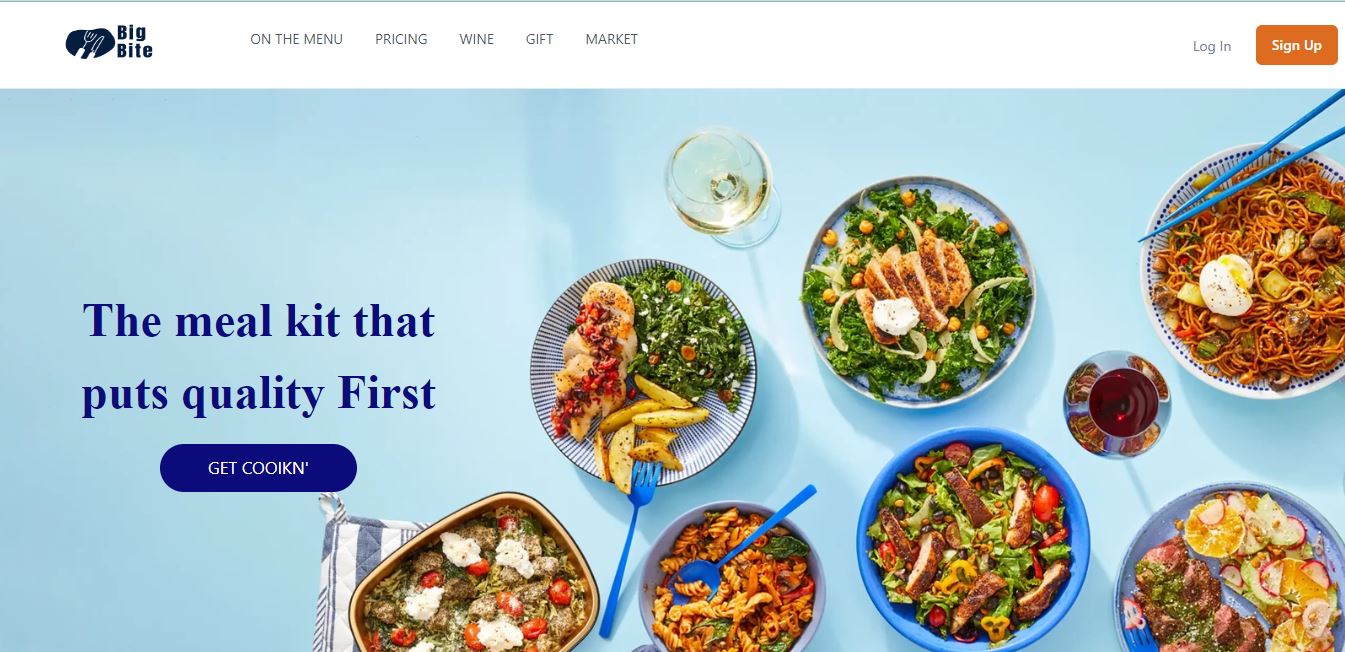 Big
Bite
ON THE MENU
PRICING
WINE
GIFT
MARKET
Log In
Sign Up
The meal kit that
puts quality First
GET COOIKN'